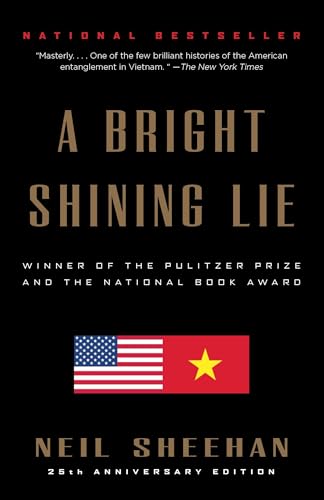 NATIONAL BESTSELLER
“Masterly. . . . One of the few brilliant histories of the American
entanglement in Vietnam. ” —The New York Times
A BRIGHT
SHINING LIE
WINNER OF THE PULITZER PRIZE
AND THE NATIONAL BOOK AWARD
NEIL SHEEHAN
25th ANNIVERSARY EDITION